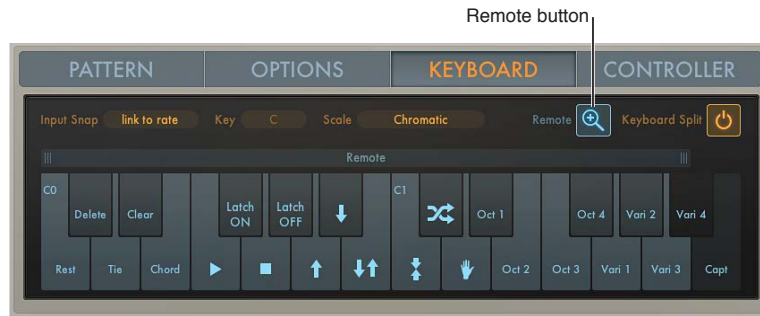 Remote button
PATTERN OPTIONS KEYBOARD CONTROLLER
Input Snap link to rate Key C Scale Chromatic Remote Keyboard Split
Remote
C0 C1
Delete Clear Latch ON Latch OFF Oct 1 Oct 4 Vari 2 Vari 4
Rest Tie Chord Oct 2 Oct 3 Vari 1 Vari 3 Capt